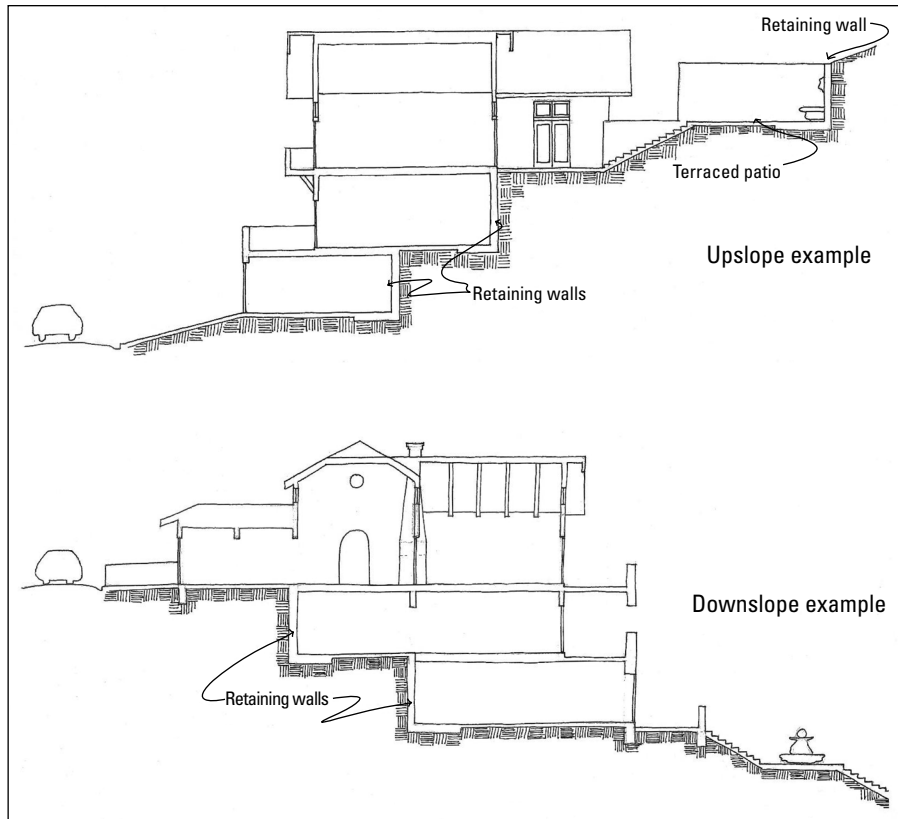 Retaining wall
Terraced patio
Upslope example
Retaining walls
Downslope example
Retaining walls